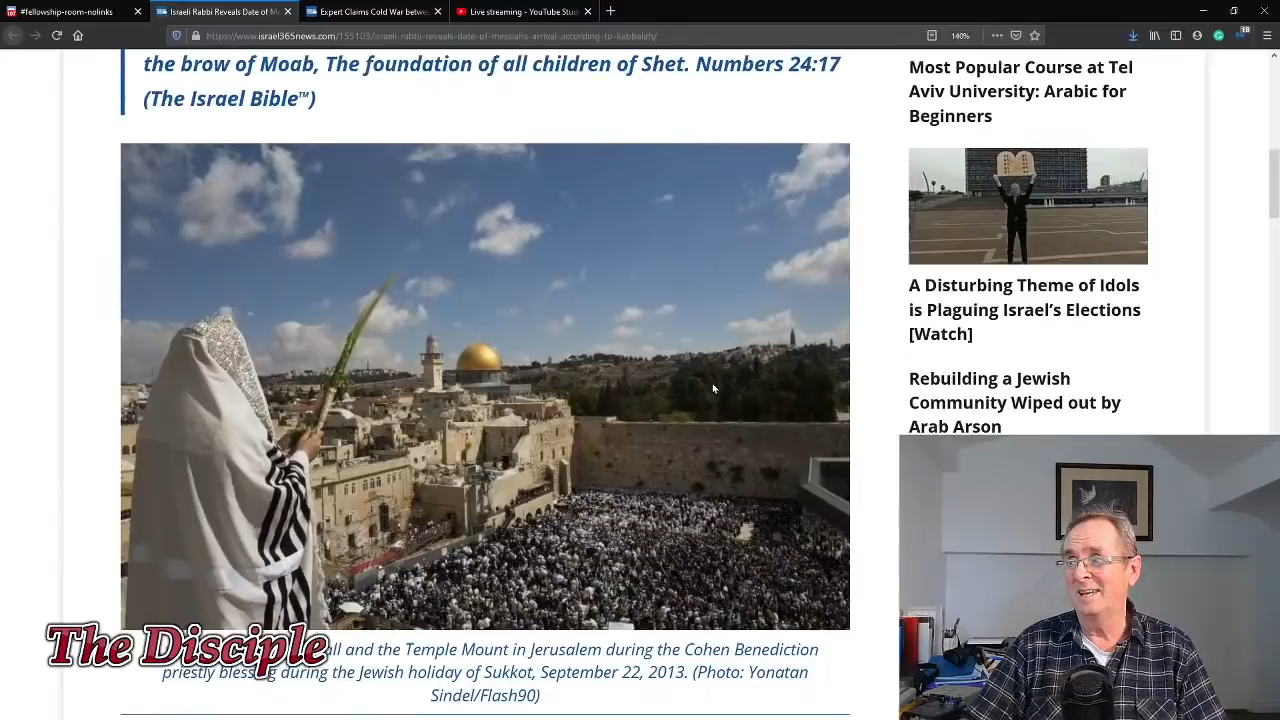 #fellowship-room-nolinks
Israeli Rabbi Reveals Date of M
Expert Claims Cold War betwe
Live streaming - YouTube Stud
https://www.israel365news.com/155103/israeli-rabbi-reveals-date-of-messiahs-arrival-according-to-kabbalah/
140%
18
the brow of Moab, The foundation of all children of Shet. Numbers 24:17
(The Israel Bible™)
Most Popular Course at Tel
Aviv University: Arabic for
Beginners
A Disturbing Theme of Idols
is Plaguing Israel's Elections
[Watch]
Rebuilding a Jewish
Community Wiped out by
Arab Arson
The Disciple
and the Temple Mount in Jerusalem during the Cohen Benediction
priestly blessing during the Jewish holiday of Sukkot, September 22, 2013. (Photo: Yonatan
Sindel/Flash90)